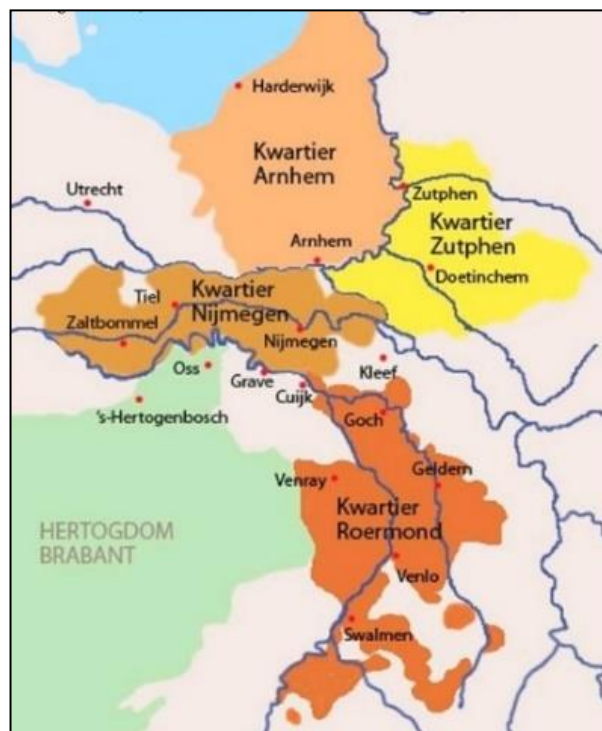 Harderwijk
Kwartier
Arnhem
Utrecht
Zutphen
Kwartier
Zutphen
Arnhem
Doetinchem
Tiel
Kwartier
Nijmegen
Zaltbommel
Nijmegen
Oss
Grave
Kleef
Cuijk
's-Hertogenbosch
Goch
Geldern
Venray
Kwartier
Roermond
HERTOGDOM
BRABANT
Venlo
Swalmen